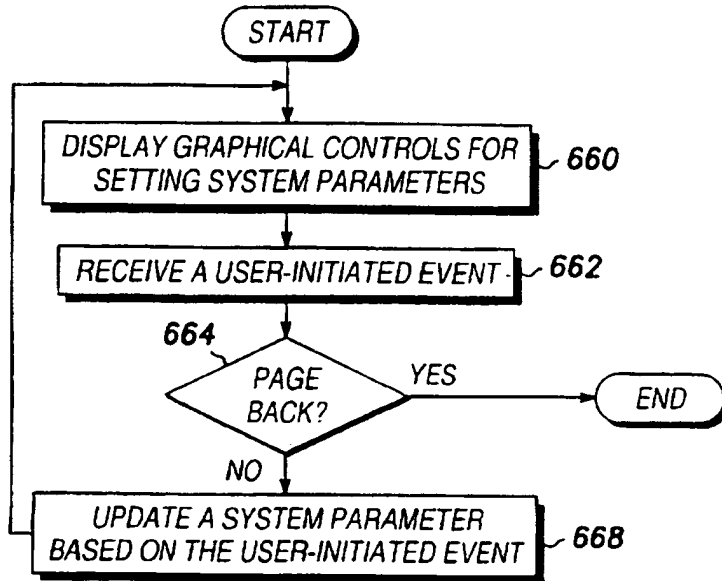 START
DISPLAY GRAPHICAL CONTROLS FOR
SETTING SYSTEM PARAMETERS
660
RECEIVE A USER-INITIATED EVENT
662
664
PAGE
BACK?
YES
END
NO
UPDATE A SYSTEM PARAMETER
BASED ON THE USER-INITIATED EVENT
668